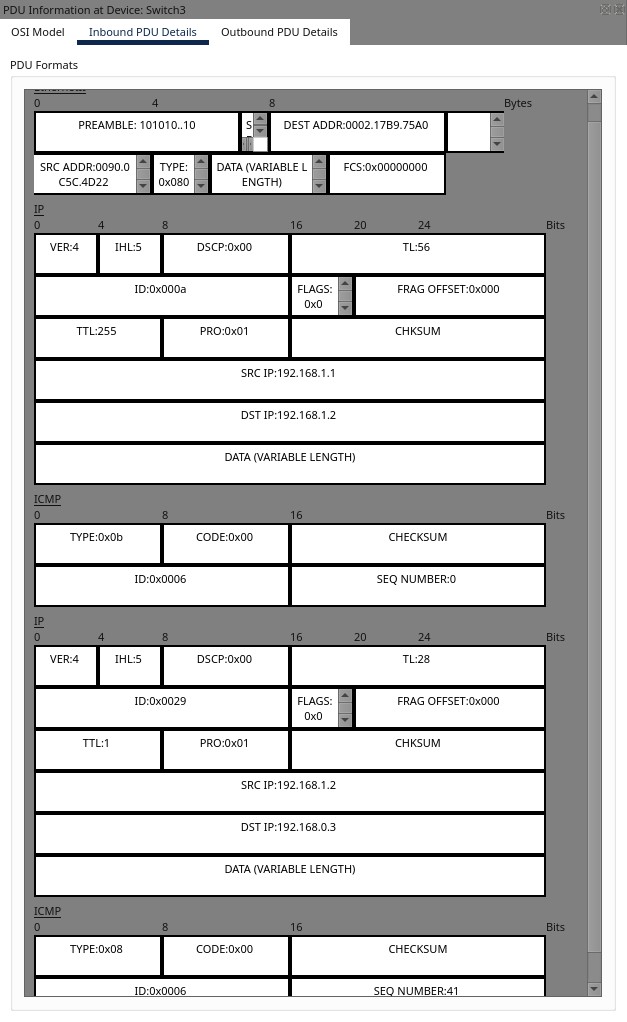 PDU Information at Device: Switch3
OSI Model Inbound PDU Details Outbound PDU Details
PDU Formats
0 4 8 Bytes
PREAMBLE: 101010..10 DEST ADDR:0002.17B9.75A0
SRC ADDR:0090.0 TYPE: DATA (VARIABLE L FCS:0x00000000
C5C.4D22 0x080 ENGTH)
IP
0 4 8 16 20 24 Bits
VER:4 IHL:5 DSCP:0x00 TL:56
ID:0x000a FLAGS: FRAG OFFSET:0x000
0x0
TTL:255 PRO:0x01 CHKSUM
SRC IP:192.168.1.1
DST IP:192.168.1.2
DATA (VARIABLE LENGTH)
ICMP
0 8 16 Bits
TYPE:0x0b CODE:0x00 CHECKSUM
ID:0x0006 SEQ NUMBER:0
IP
0 4 8 16 20 24 Bits
VER:4 IHL:5 DSCP:0x00 TL:28
ID:0x0029 FLAGS: FRAG OFFSET:0x000
0x0
TTL:1 PRO:0x01 CHKSUM
SRC IP:192.168.1.2
DST IP:192.168.0.3
DATA (VARIABLE LENGTH)
ICMP
0 8 16 Bits
TYPE:0x08 CODE:0x00 CHECKSUM
ID:0x0006 SEQ NUMBER:41